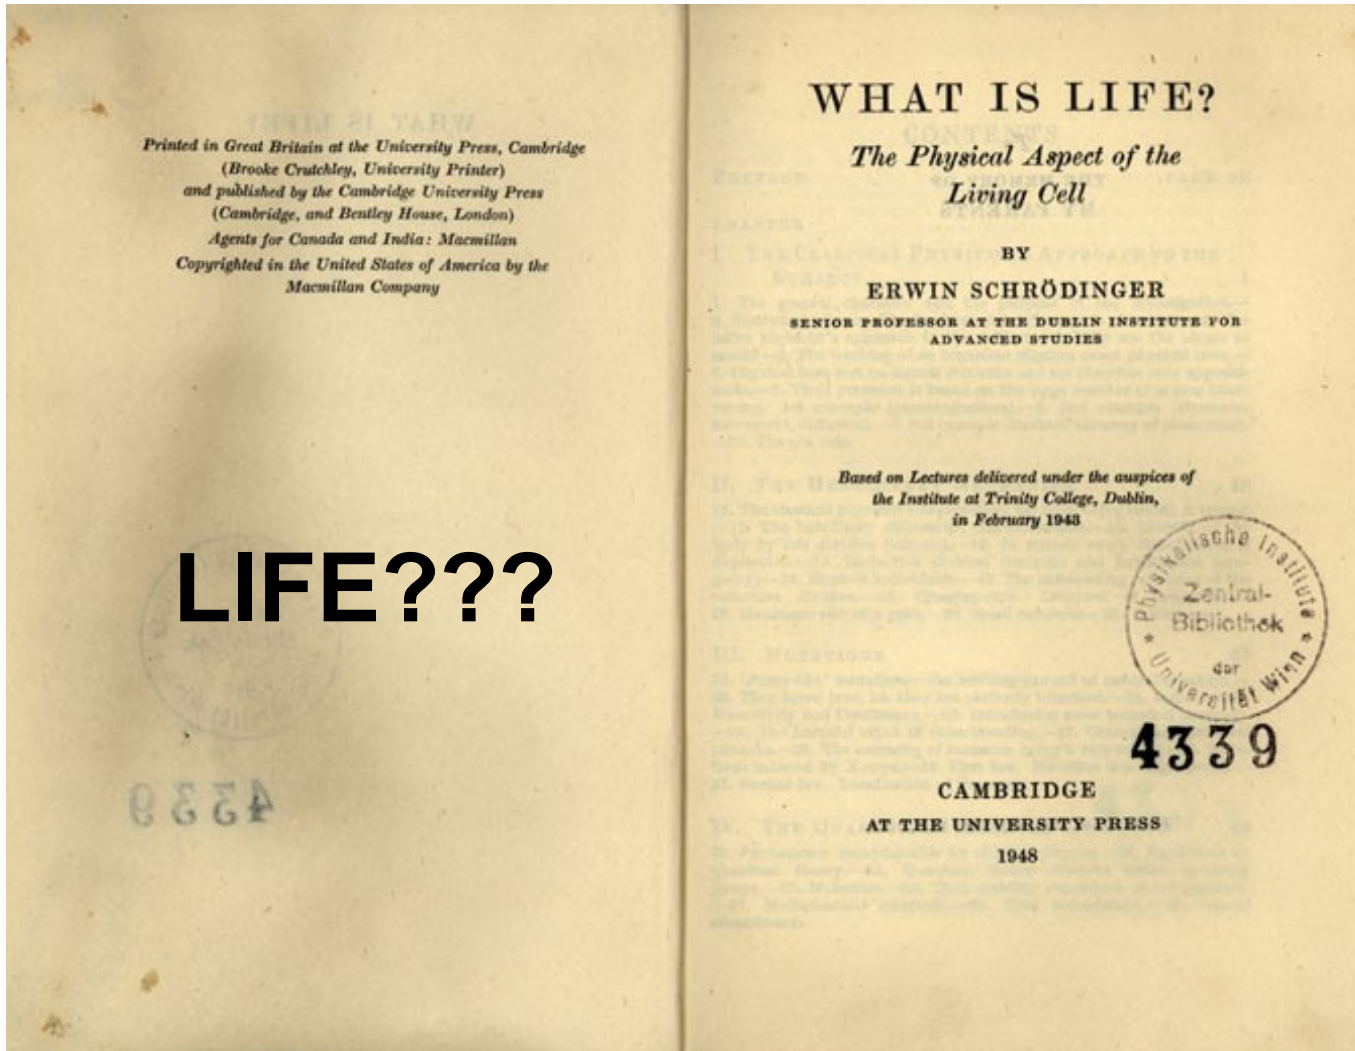 Printed in Great Britain at the University Press, Cambridge
(Brooke Crutchley, University Printer)
and published by the Cambridge University Press
(Cambridge, and Bentley House, London)
Agents for Canada and India: Macmillan
Copyrighted in the United States of America by the
Macmillan Company
LIFE???
4339
WHAT IS LIFE?
The Physical Aspect of the
Living Cell
BY
ERWIN SCHRÖDINGER
SENIOR PROFESSOR AT THE DUBLIN INSTITUTE FOR
ADVANCED STUDIES
Based on Lectures delivered under the auspices of
the Institute at Trinity College, Dublin,
in February 1943
* Physikalische Institute *
Zentral-
Bibliothek
der
Universität Wien
4339
CAMBRIDGE
AT THE UNIVERSITY PRESS
1948